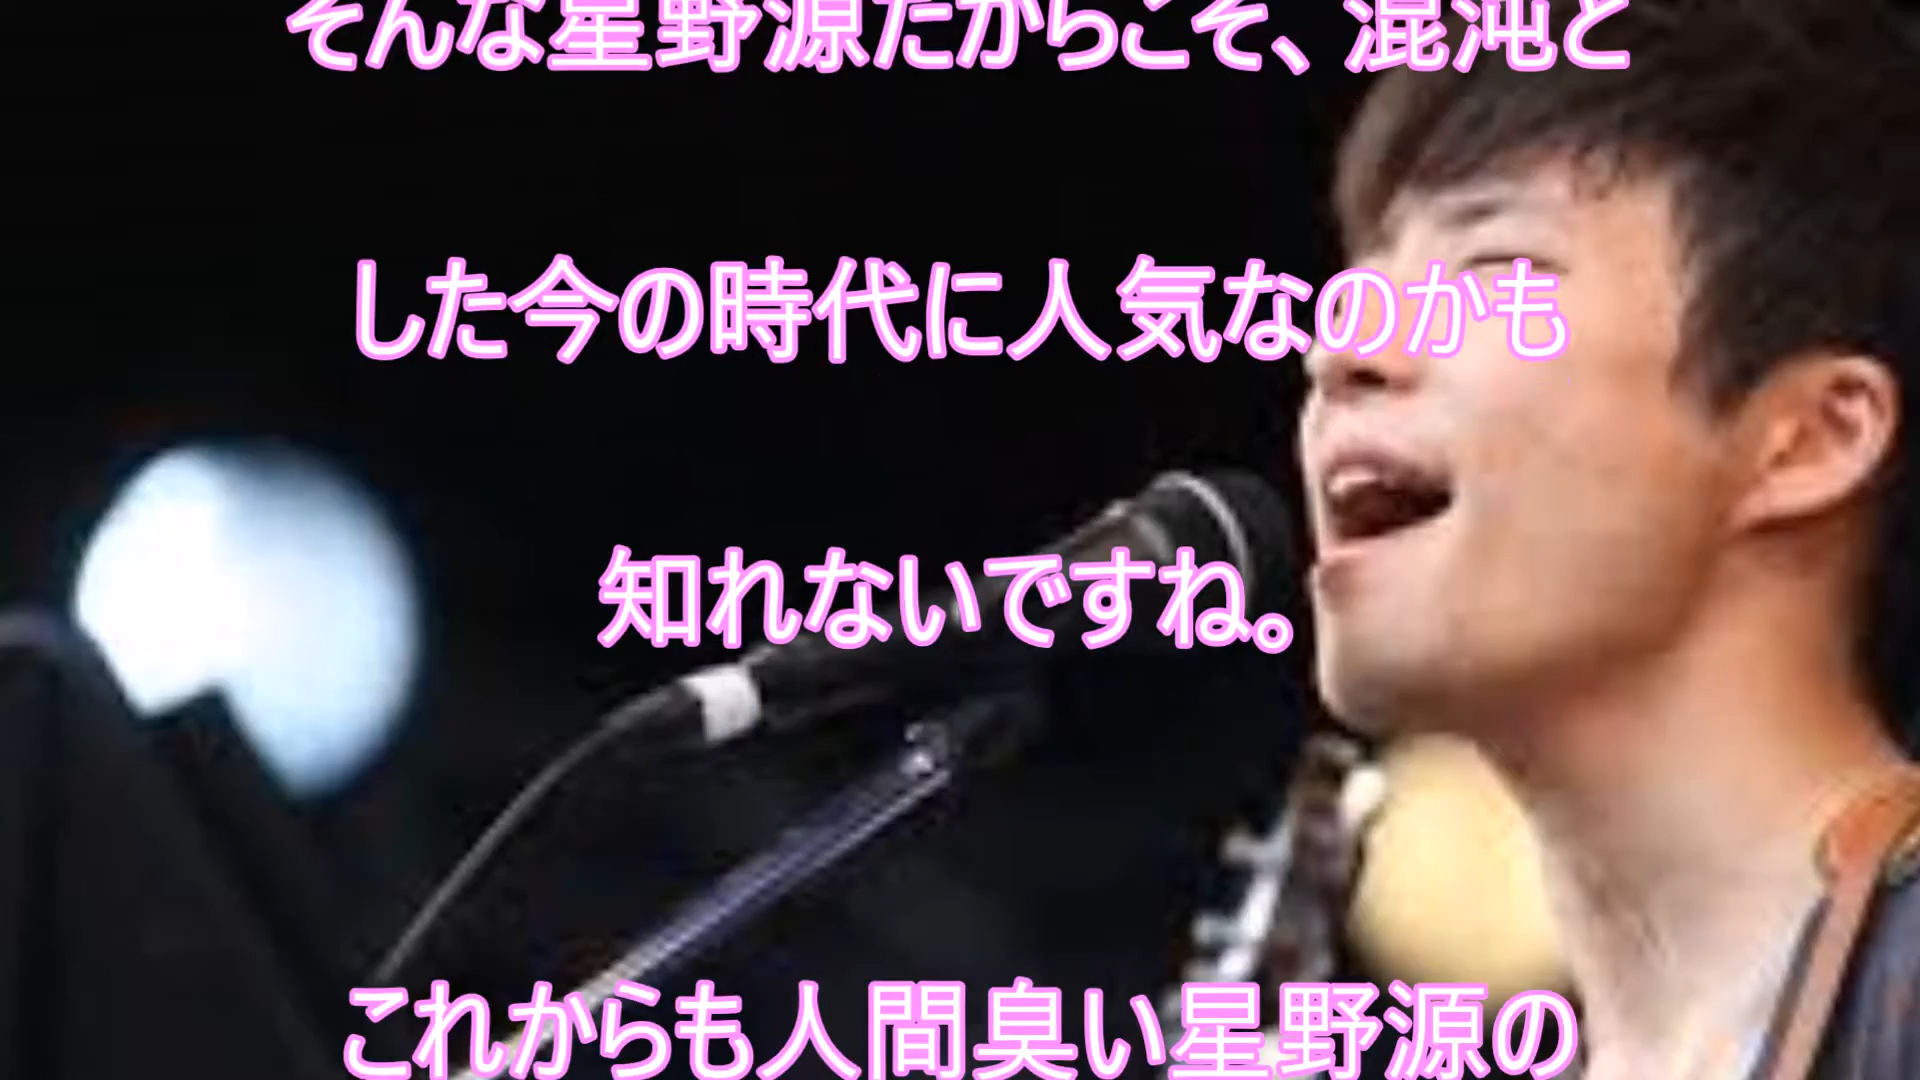 そんな星野源だからこそ、混沌と
した今の時代に人気なのかも
知れないですね。
これからも人間臭い星野源の